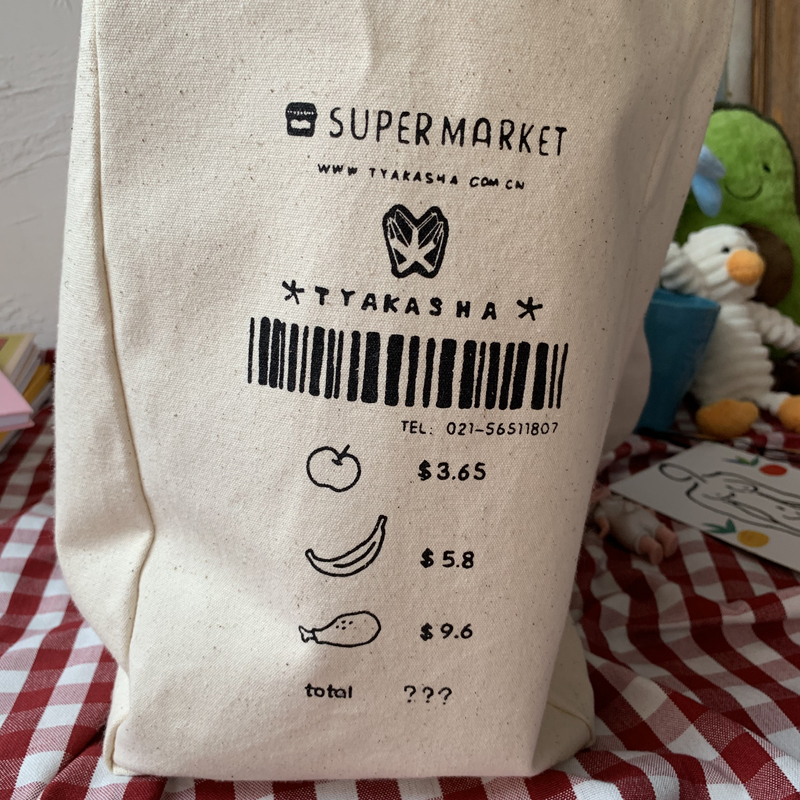 SUPERMARKET
WWW TYAKASHA COM CN
*TYAKASHA*
TEL: 021-56511807
$3.65
$5.8
$9.6
total ???